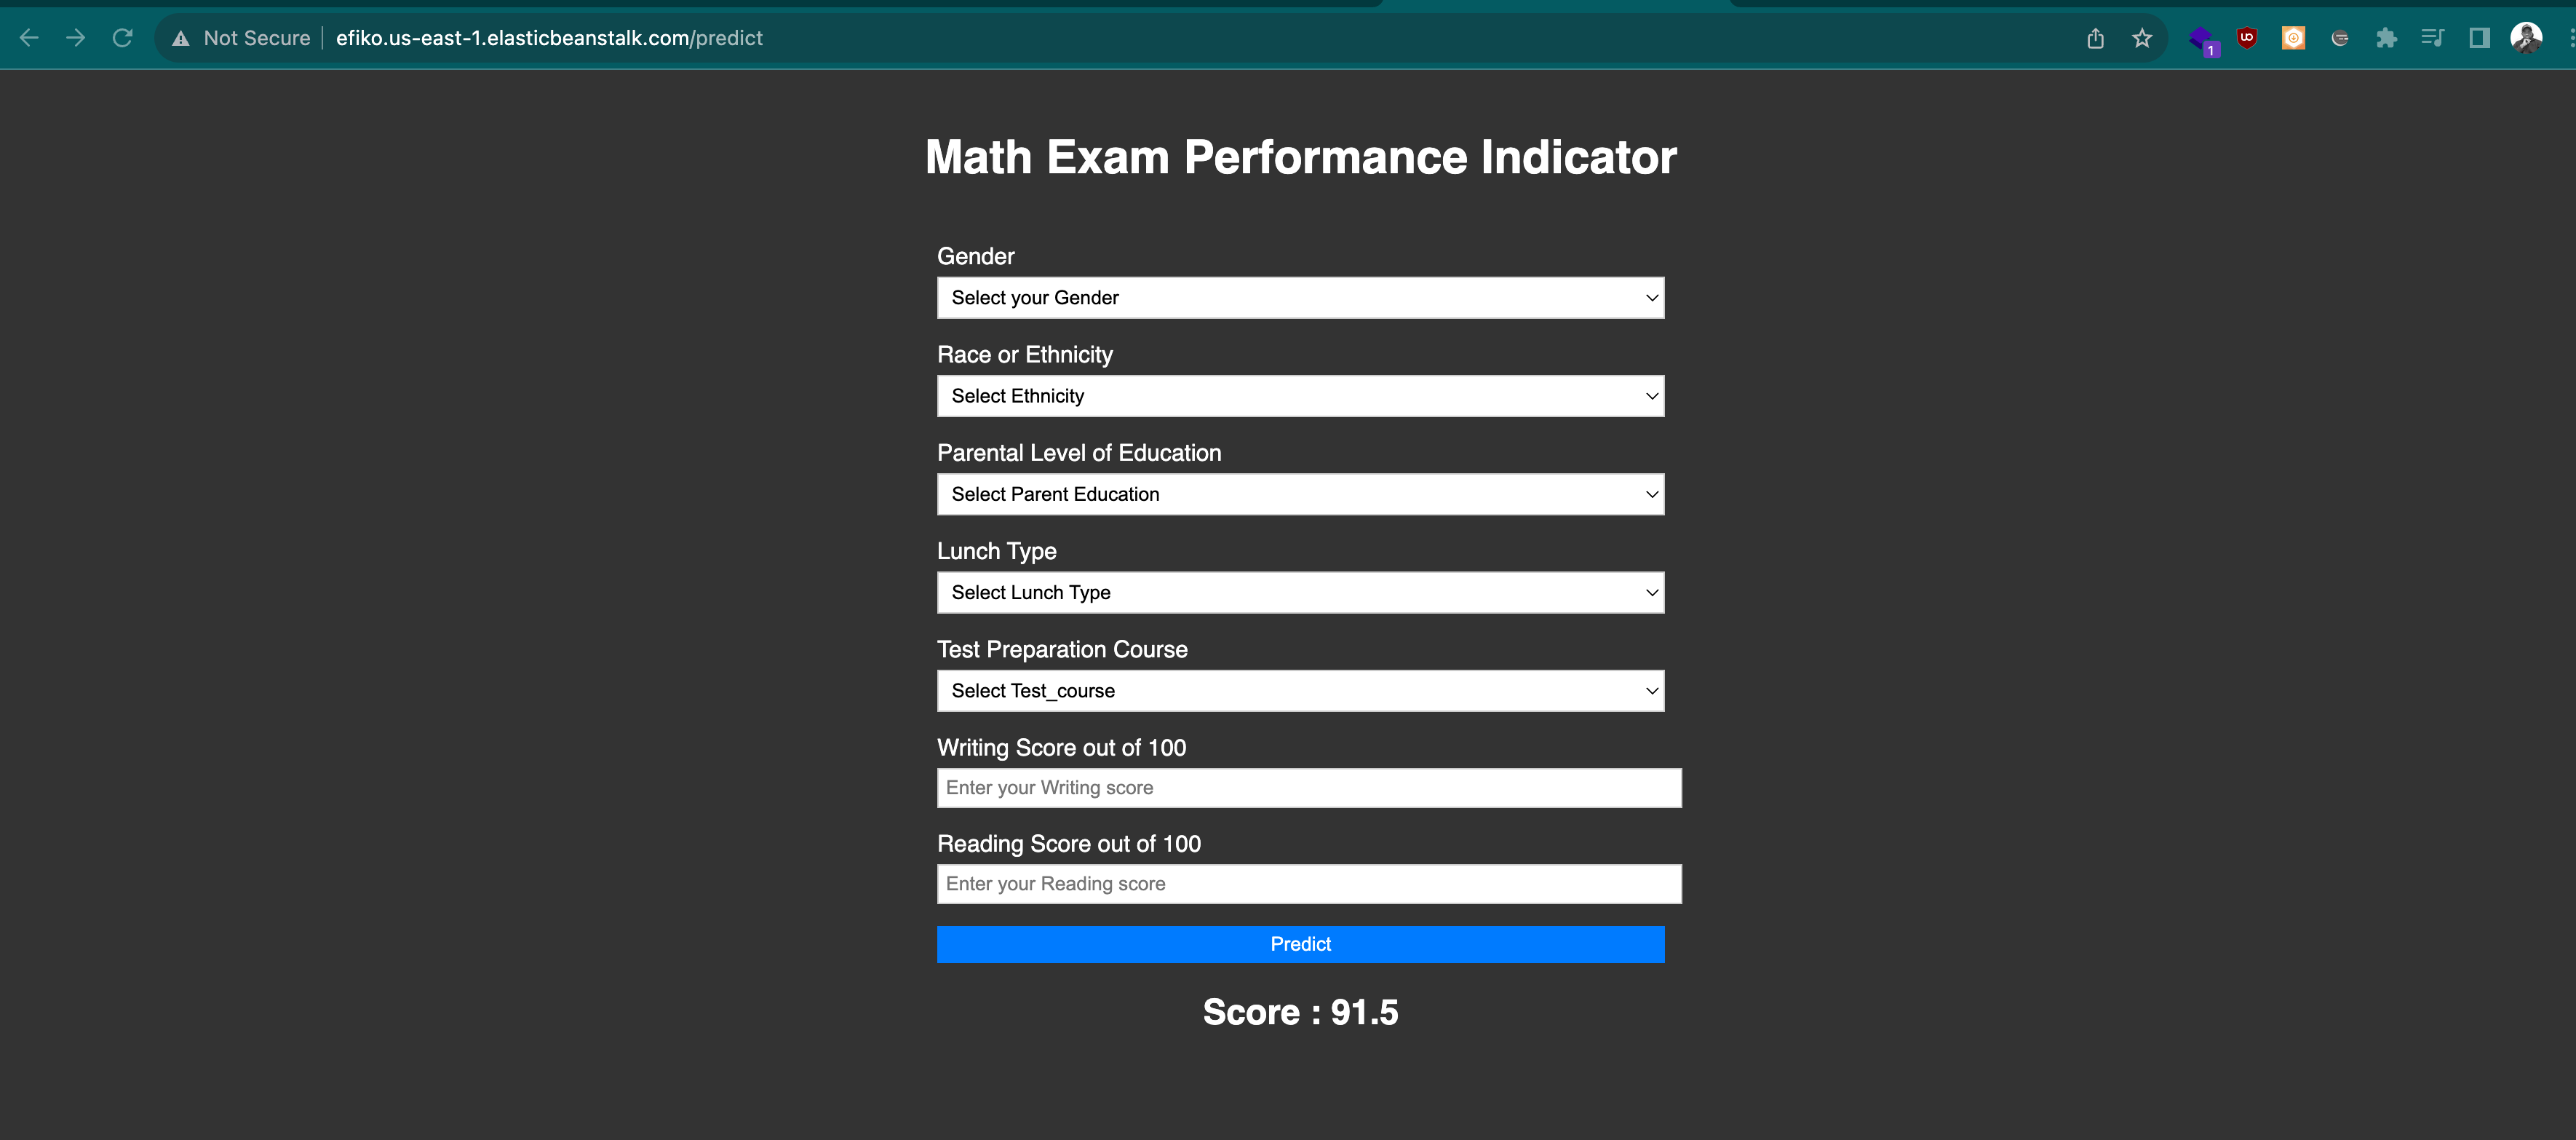 Not Secure | efiko.us-east-1.elasticbeanstalk.com/predict
1
Math Exam Performance Indicator
Gender
Select your Gender
Race or Ethnicity
Select Ethnicity
Parental Level of Education
Select Parent Education
Lunch Type
Select Lunch Type
Test Preparation Course
Select Test_course
Writing Score out of 100
Enter your Writing score
Reading Score out of 100
Enter your Reading score
Predict
Score : 91.5